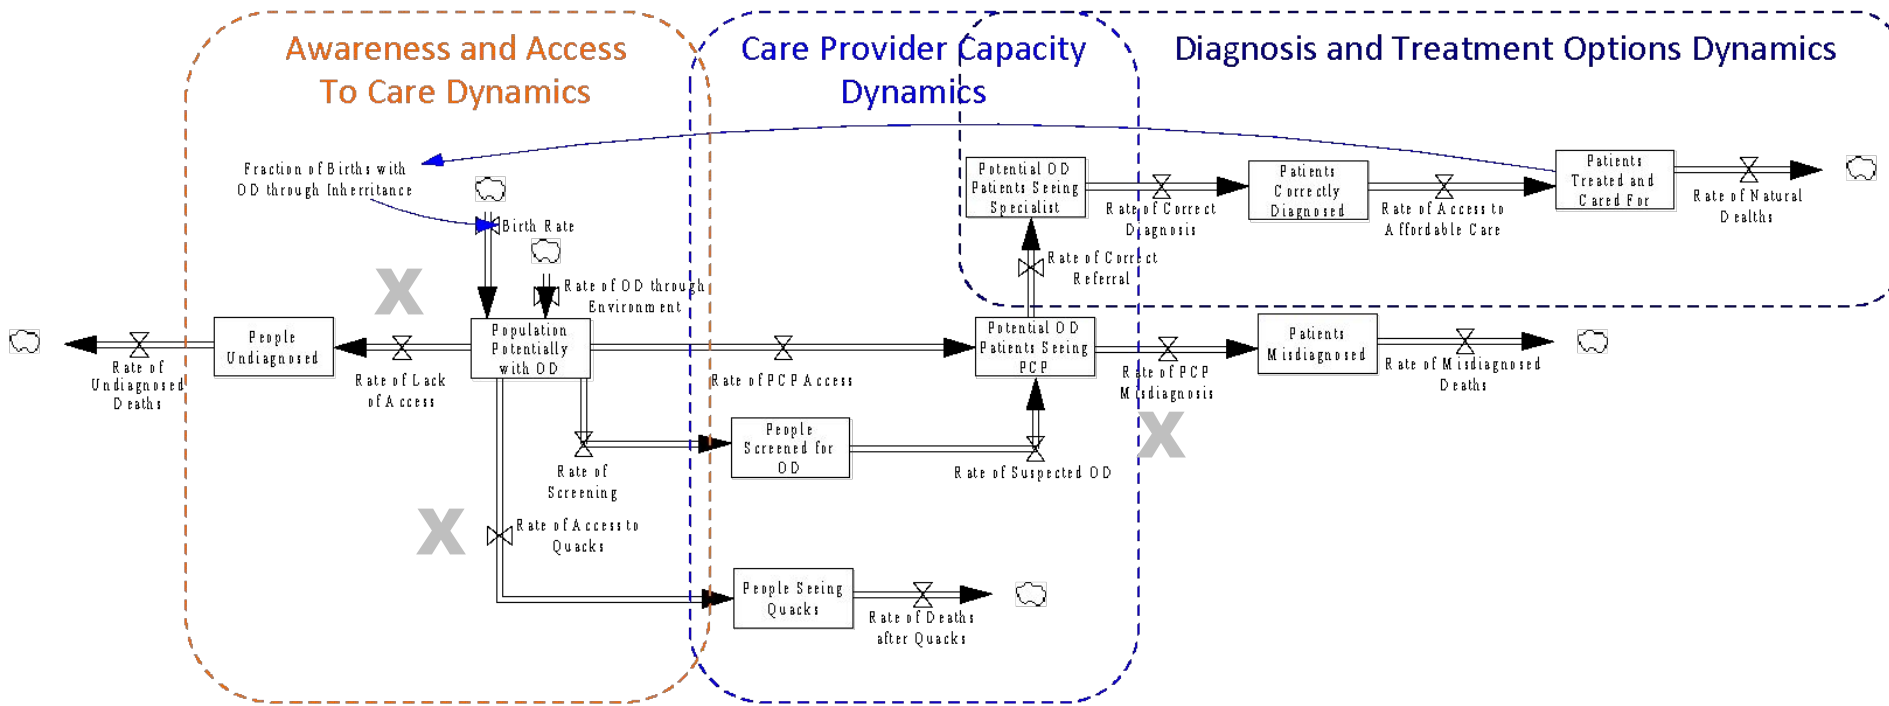 Awareness and Access
To Care Dynamics
Care Provider Capacity
Dynamics
Diagnosis and Treatment Options Dynamics
Fraction of Births with
OD through Inheritance
Birth Rate
Rate of OD through
Environment
X
Potential OD
Patients Seeing
Specialist
Rate of Correct
Diagnosis
Patients
Correctly
Diagnosed
Rate of Access to
Affordable Care
Patients
Treated and
Cared For
Rate of Natural
Dealths
Rate of Correct
Referral
Rate of
Undiagnosed
Deaths
People
Undiagnosed
Rate of Lack
of Access
Population
Potentially
with OD
Rate of PCP Access
Potential OD
Patients Seeing
PCP
Rate of PCP
Misdiagnosis
Patients
Misdiagnosed
Rate of Misdiagnosed
Deaths
X
Rate of
Screening
People
Screened for
OD
Rate of Suspected OD
X
Rate of Access to
Quacks
People Seeing
Quacks
Rate of Deaths
after Quacks